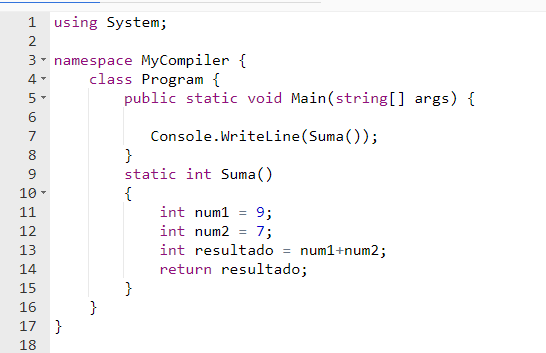 1 using System;
2
3 namespace MyCompiler {
4 class Program {
5 public static void Main(string[] args) {
6
7 Console.WriteLine(Suma());
8 }
9 static int Suma()
10 {
11 int num1 = 9;
12 int num2 = 7;
13 int resultado = num1+num2;
14 return resultado;
15 }
16 }
17 }
18